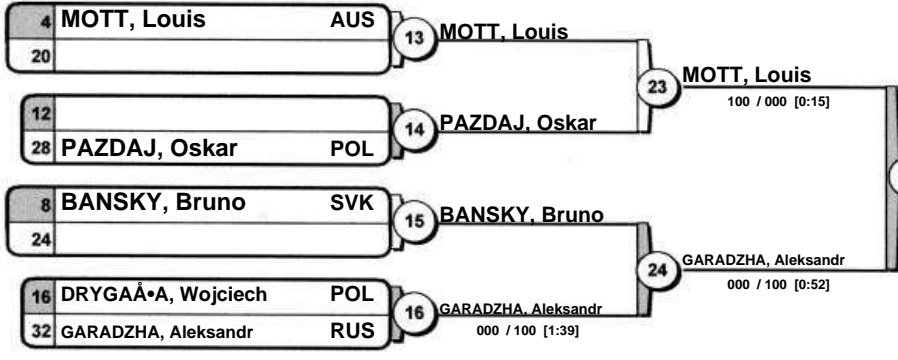 4 MOTT, Louis AUS
20
13 MOTT, Louis
12
28 PAZDAJ, Oskar POL
14 PAZDAJ, Oskar
23 MOTT, Louis
100 / 000 [0:15]
8 BANSKY, Bruno SVK
24
15 BANSKY, Bruno
16 DRYGAÅ•A, Wojciech POL
32 GARADZHA, Aleksandr RUS
16 GARADZHA, Aleksandr
000 / 100 [1:39]
24 GARADZHA, Aleksandr
000 / 100 [0:52]